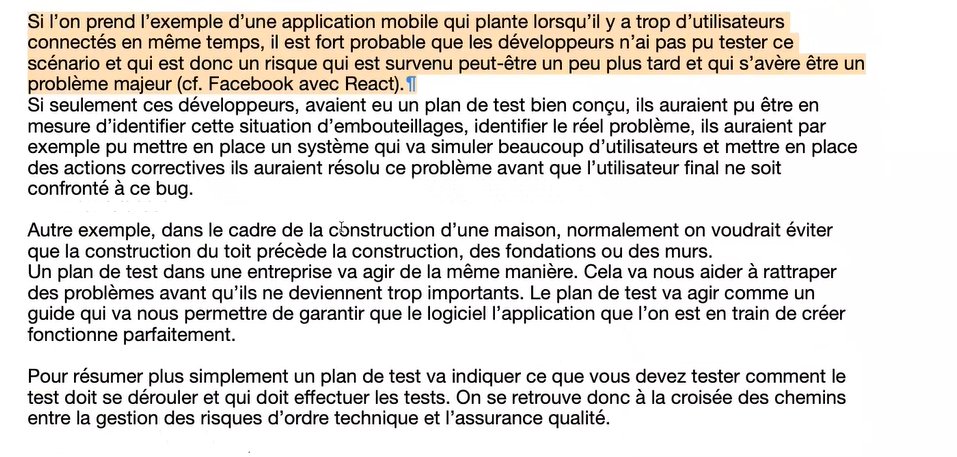 Si l’on prend l’exemple d’une application mobile qui plante lorsqu’il y a trop d’utilisateurs
connectés en même temps, il est fort probable que les développeurs n’ai pas pu tester ce
scénario et qui est donc un risque qui est survenu peut-être un peu plus tard et qui s’avère être un
problème majeur (cf. Facebook avec React).¶
Si seulement ces développeurs, avaient eu un plan de test bien conçu, ils auraient pu être en
mesure d’identifier cette situation d’embouteillages, identifier le réel problème, ils auraient par
exemple pu mettre en place un système qui va simuler beaucoup d’utilisateurs et mettre en place
des actions correctives ils auraient résolu ce problème avant que l’utilisateur final ne soit
confronté à ce bug.
Autre exemple, dans le cadre de la construction d’une maison, normalement on voudrait éviter
que la construction du toit précède la construction, des fondations ou des murs.
Un plan de test dans une entreprise va agir de la même manière. Cela va nous aider à rattraper
des problèmes avant qu’ils ne deviennent trop importants. Le plan de test va agir comme un
guide qui va nous permettre de garantir que le logiciel l’application que l’on est en train de créer
fonctionne parfaitement.
Pour résumer plus simplement un plan de test va indiquer ce que vous devez tester comment le
test doit se dérouler et qui doit effectuer les tests. On se retrouve donc à la croisée des chemins
entre la gestion des risques d’ordre technique et l’assurance qualité.